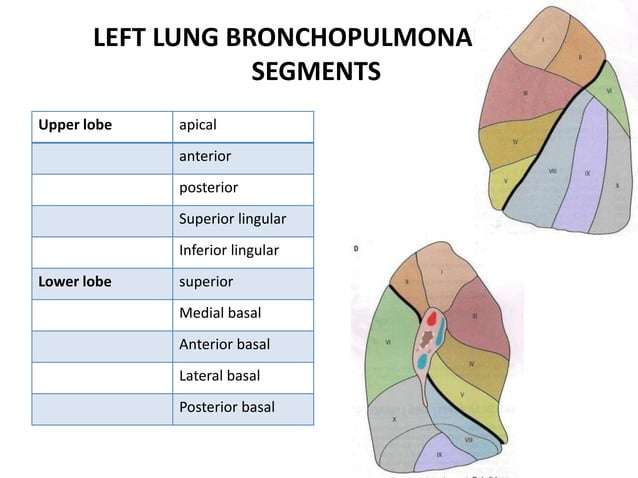 LEFT LUNG BRONCHOPULMONA
SEGMENTS
Upper lobe apical
anterior
posterior
Superior lingular
Inferior lingular
Lower lobe superior
Medial basal
Anterior basal
Lateral basal
Posterior basal
I
II
III
VI
IV
V
VIII
IX
X
D
I
II
III
VI
IV
V
X
VIII
IX